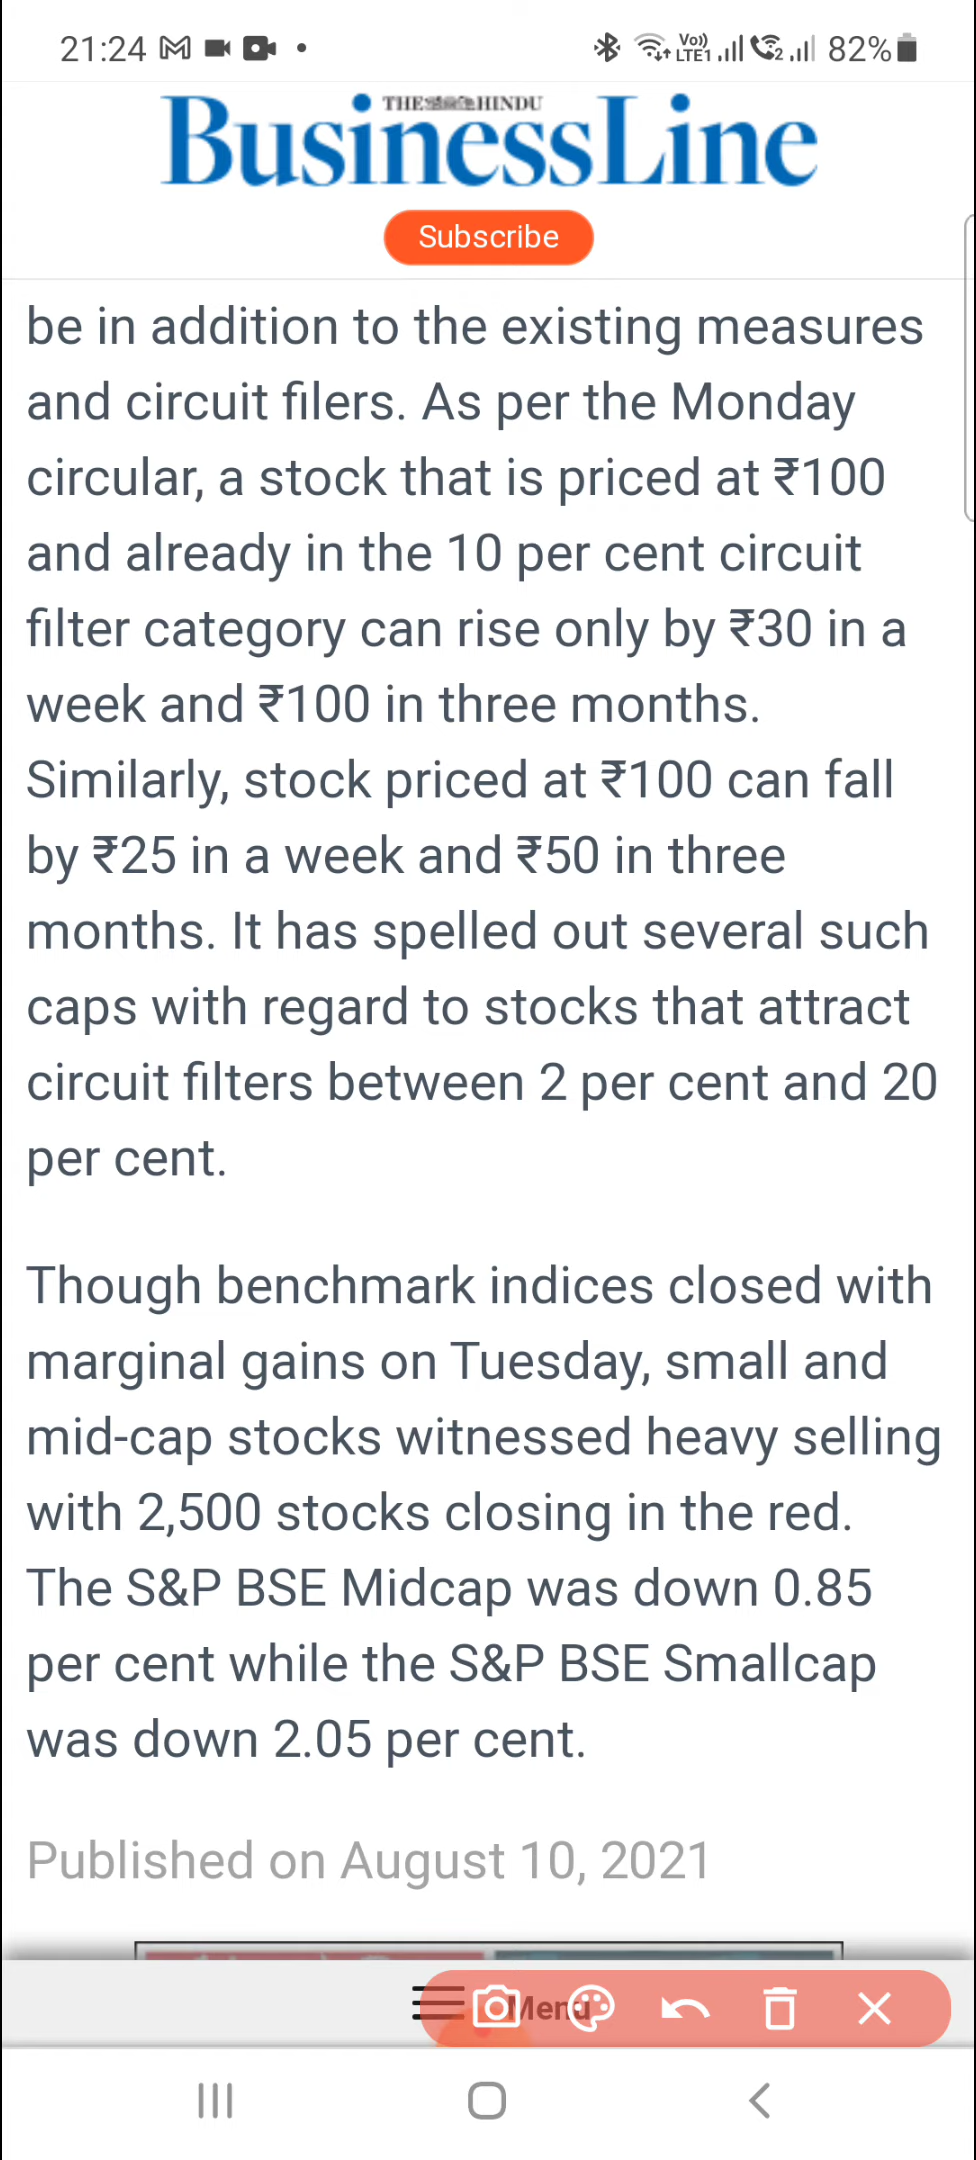 21:24
Vo))
LTE1
2
82%
THE HINDU
BusinessLine
Subscribe
be in addition to the existing measures
and circuit filers. As per the Monday
circular, a stock that is priced at ₹100
and already in the 10 per cent circuit
filter category can rise only by ₹30 in a
week and ₹100 in three months.
Similarly, stock priced at ₹100 can fall
by ₹25 in a week and ₹50 in three
months. It has spelled out several such
caps with regard to stocks that attract
circuit filters between 2 per cent and 20
per cent.
Though benchmark indices closed with
marginal gains on Tuesday, small and
mid-cap stocks witnessed heavy selling
with 2,500 stocks closing in the red.
The S&P BSE Midcap was down 0.85
per cent while the S&P BSE Smallcap
was down 2.05 per cent.
Published on August 10, 2021
Menu